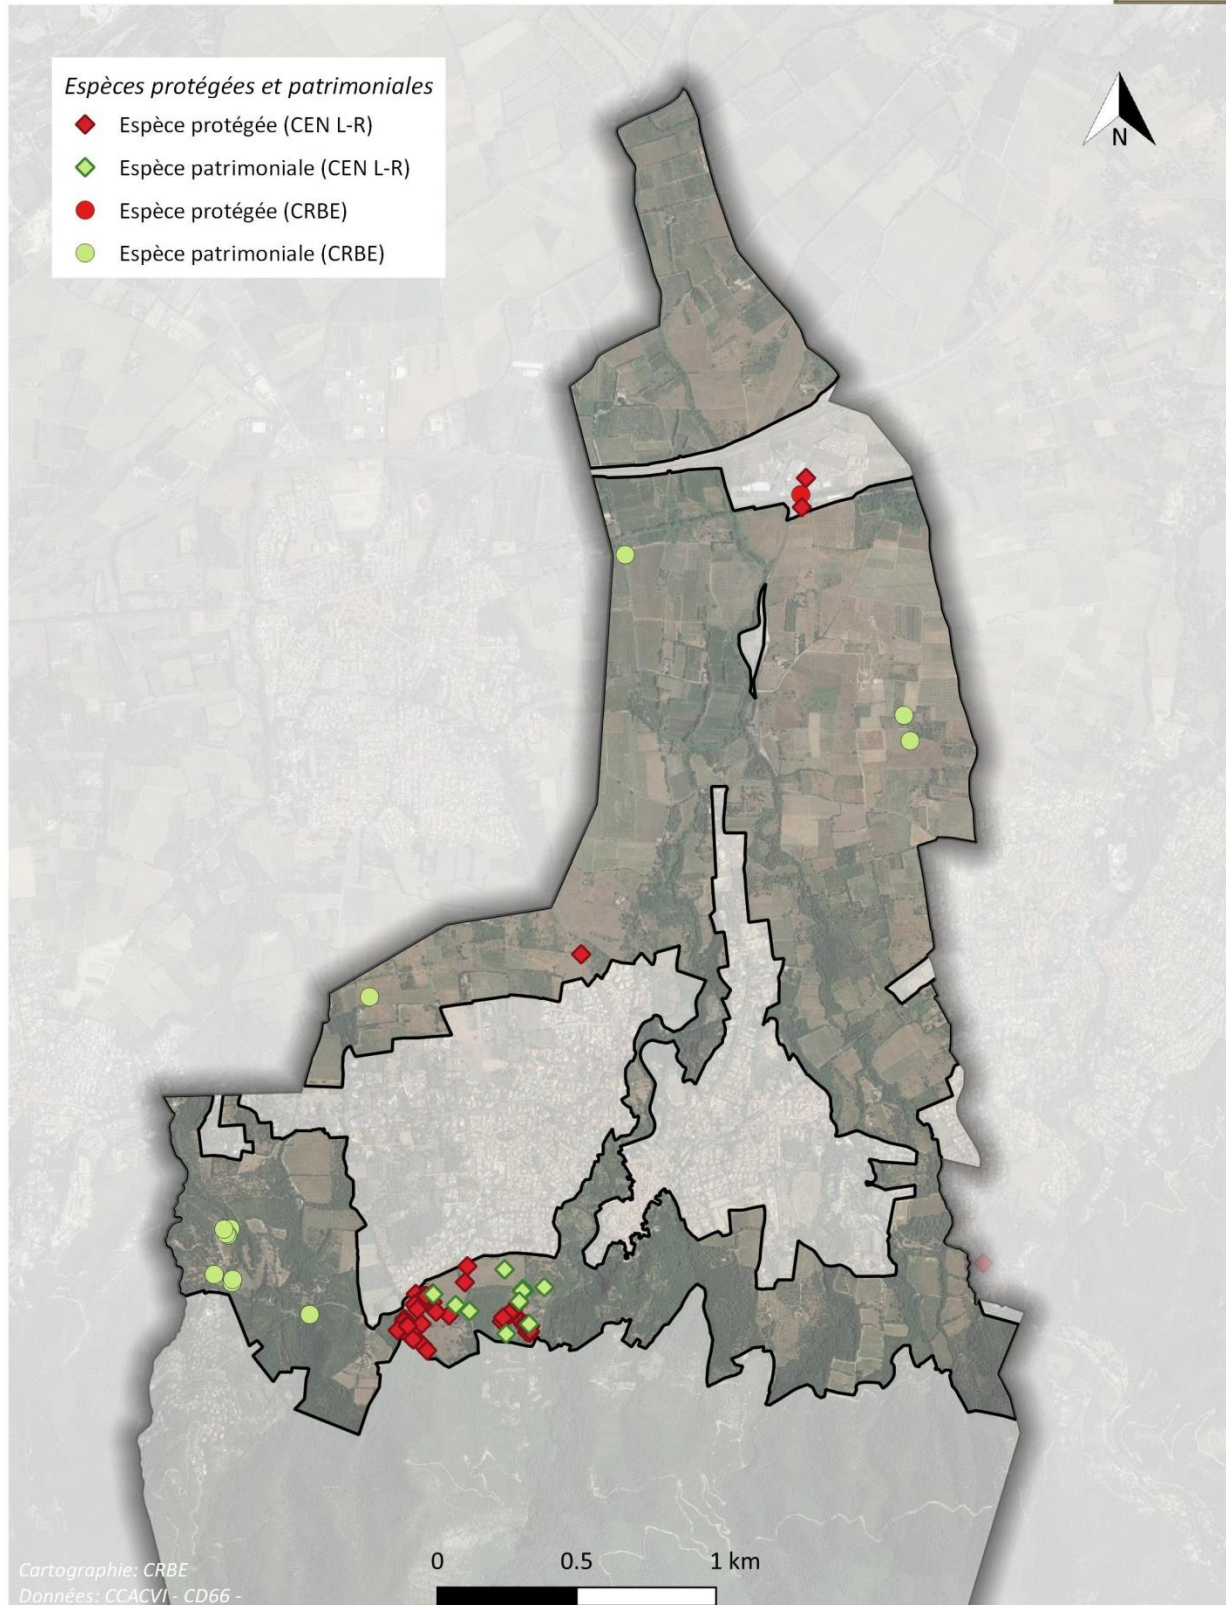 Espèces protégées et patrimoniales
Espèce protégée (CEN L-R)
Espèce patrimoniale (CEN L-R)
Espèce protégée (CRBE)
Espèce patrimoniale (CRBE)
N
0 0.5 1 km
Cartographie: CRBE
Données: CCACVI - CD66 -